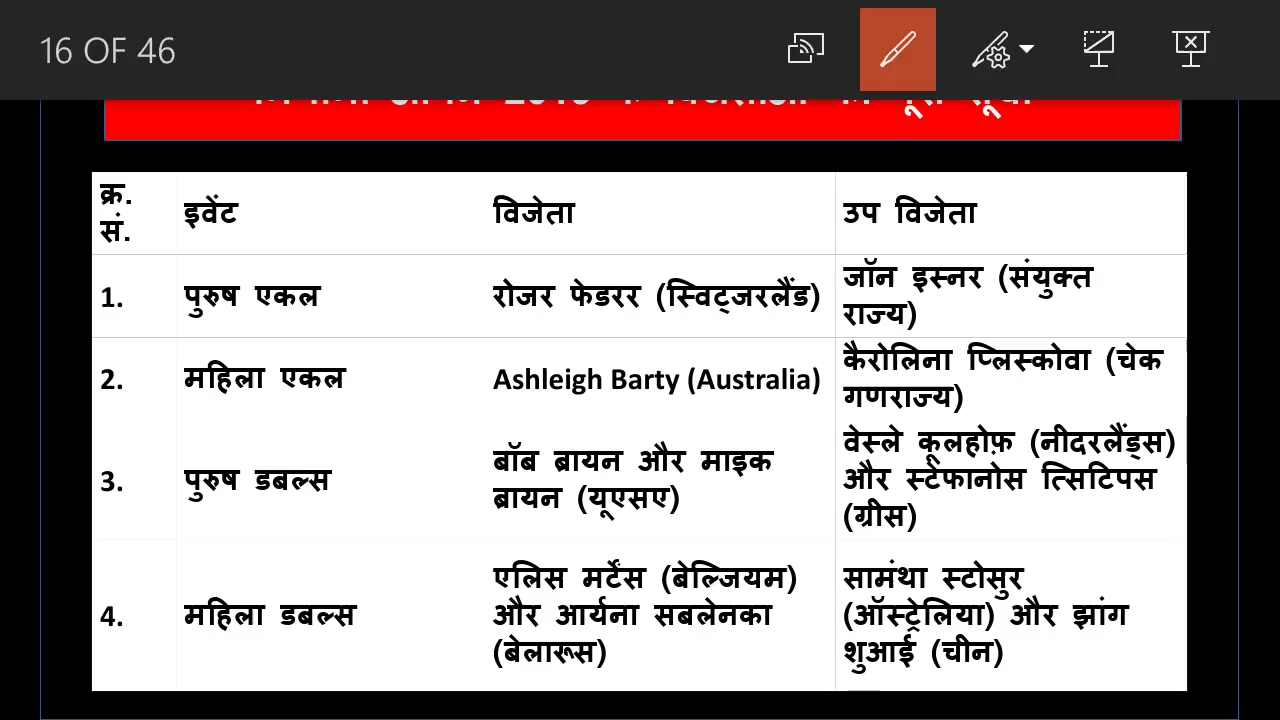 16 OF 46
क्र. सं.
इवेंट
विजेता
उप विजेता
1.
पुरुष एकल
रोजर फेडरर (स्विट्जरलैंड)
जॉन इस्नर (संयुक्त
राज्य)
2.
महिला एकल
Ashleigh Barty (Australia)
कैरोलिना प्लिस्कोवा (चेक
गणराज्य)
3.
पुरुष डबल्स
बॉब ब्रायन और माइक
ब्रायन (यूएसए)
वेस्ले कूलहोफ़ (नीदरलैंड्स)
और स्टेफानोस त्सिटिपस
(ग्रीस)
4.
महिला डबल्स
एलिस मर्टेंस (बेल्जियम)
और आर्यना सबलेनका
(बेलारूस)
सामंथा स्टोसुर
(ऑस्ट्रेलिया) और झांग
शुआई (चीन)